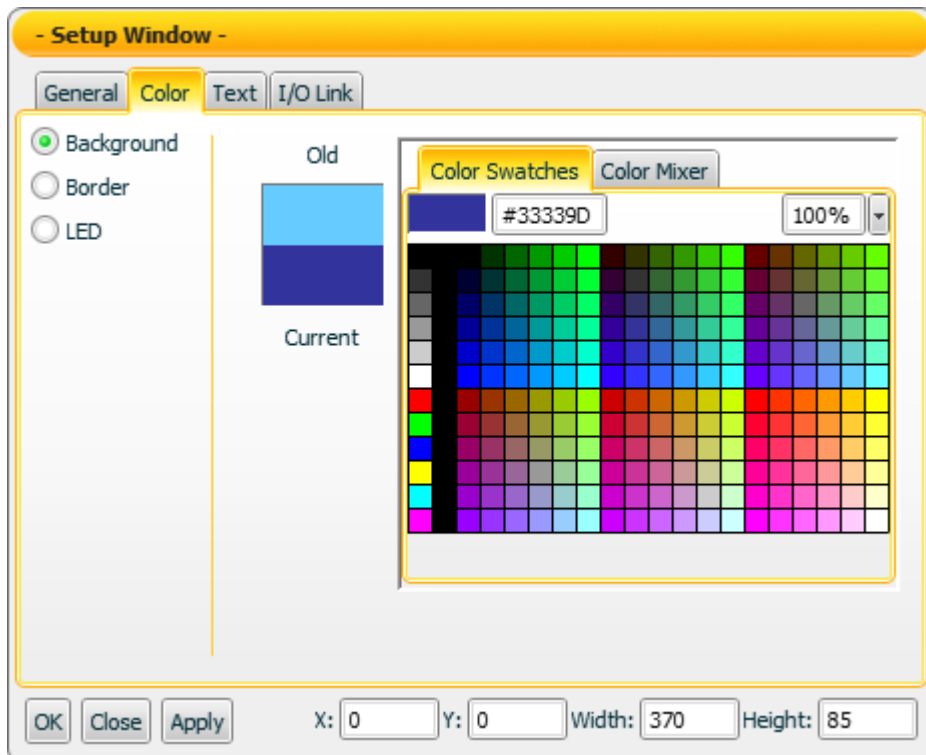 - Setup Window -
General Color Text I/O Link
Background
Border
LED
Old
Current
Color Swatches Color Mixer
#33339D 100%
OK Close Apply X: 0 Y: 0 Width: 370 Height: 85